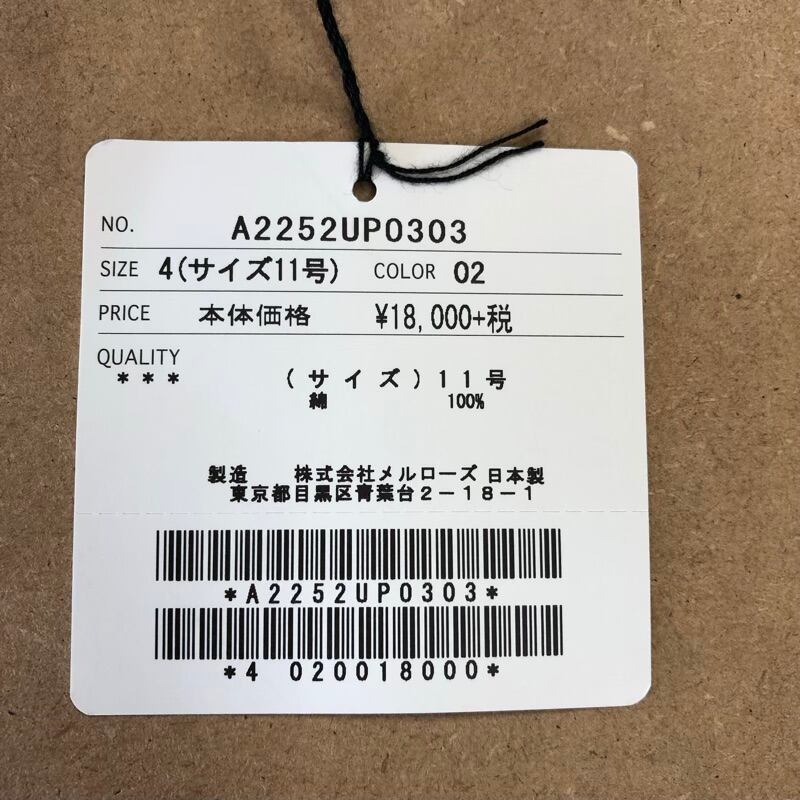 NO. A2252UP0303
SIZE 4(サイズ11号) COLOR 02
PRICE 本体価格 ¥18,000+税
QUALITY
*** (サイズ)11号
綿 100%
製造 株式会社メルローズ 日本製
東京都目黒区青葉台2-18-1
*A2252UP0303*
*4 020018000*